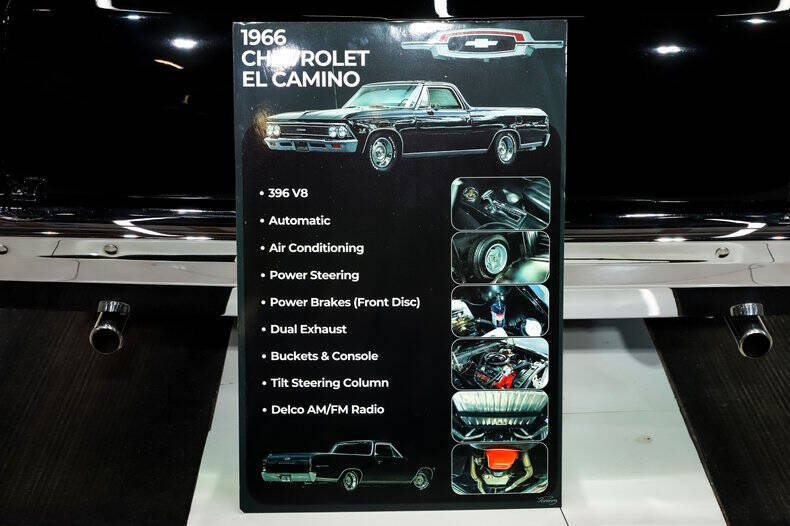 1966
CHEVROLET
EL CAMINO
• 396 V8
• Automatic
• Air Conditioning
• Power Steering
• Power Brakes (Front Disc)
• Dual Exhaust
• Buckets & Console
• Tilt Steering Column
• Delco AM/FM Radio